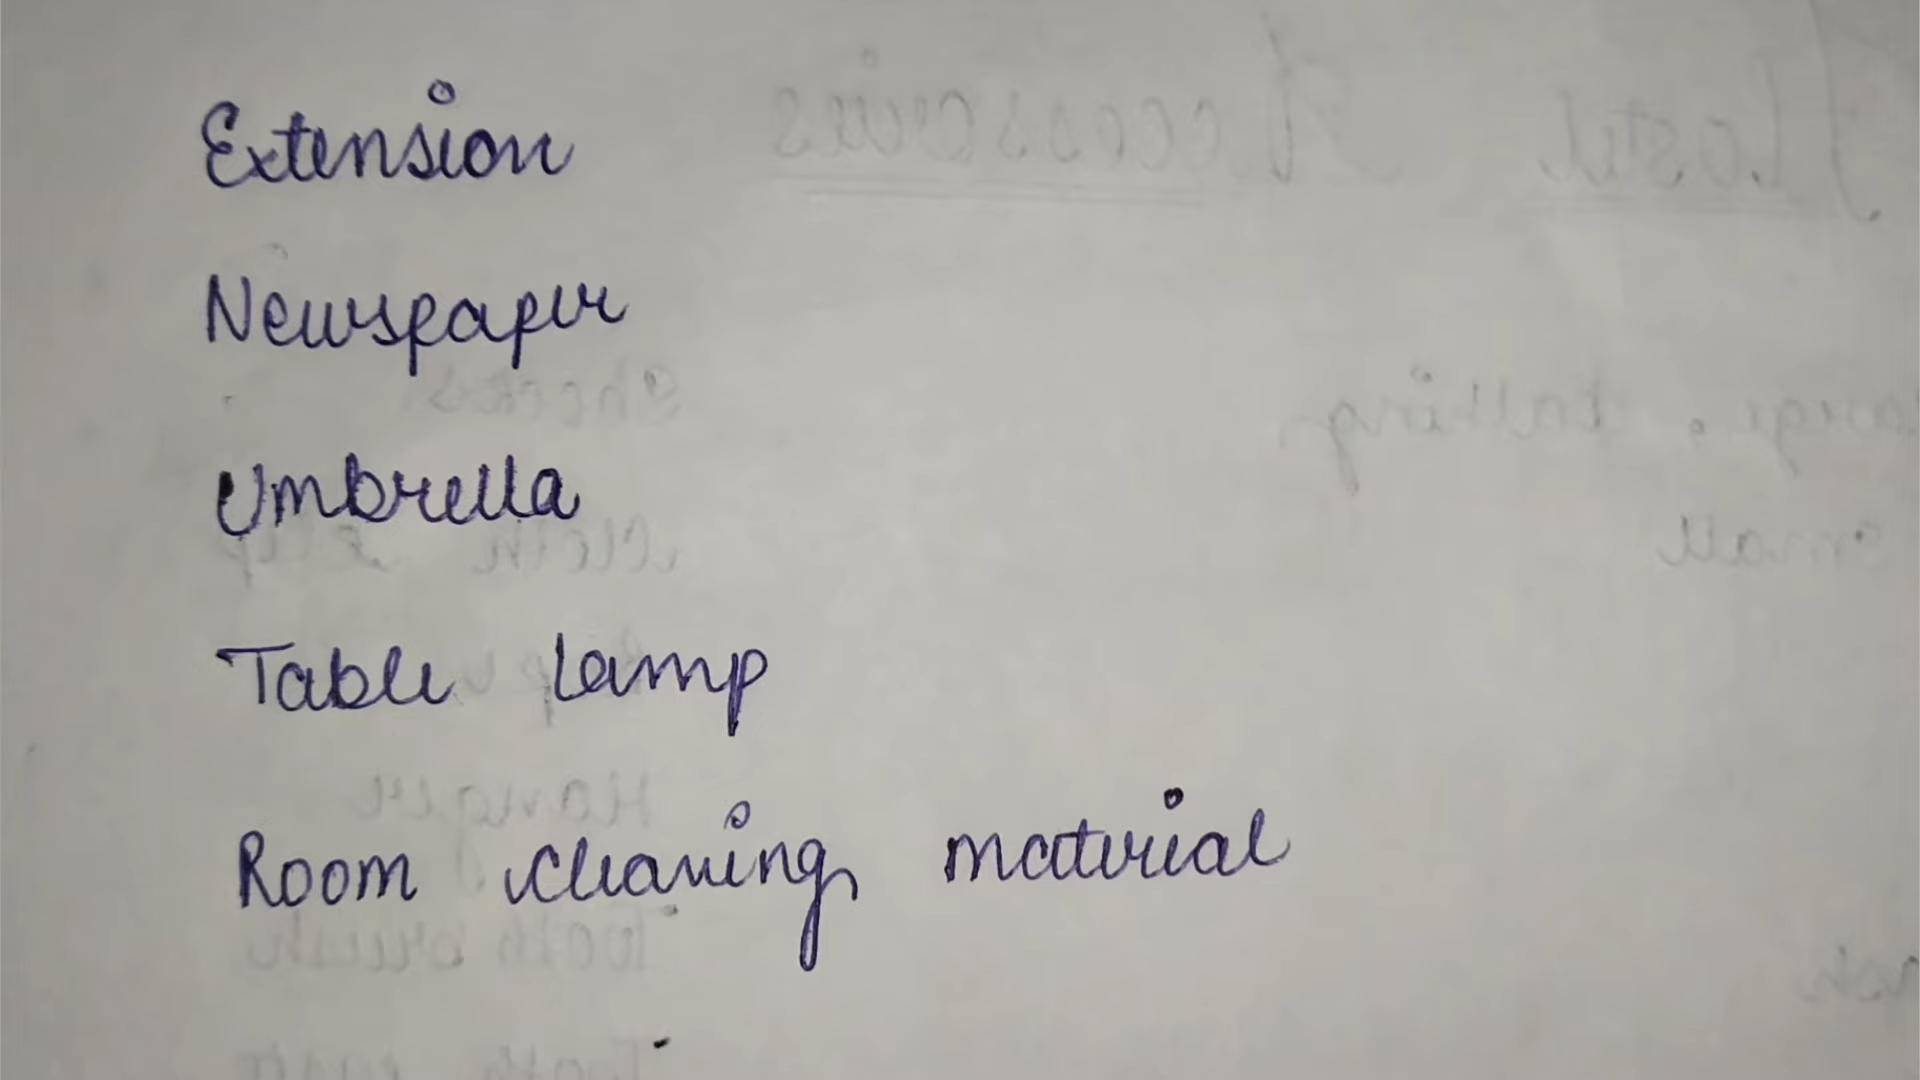 Extension
Newspaper
Umbrella
Table Lamp
Room cleaning material